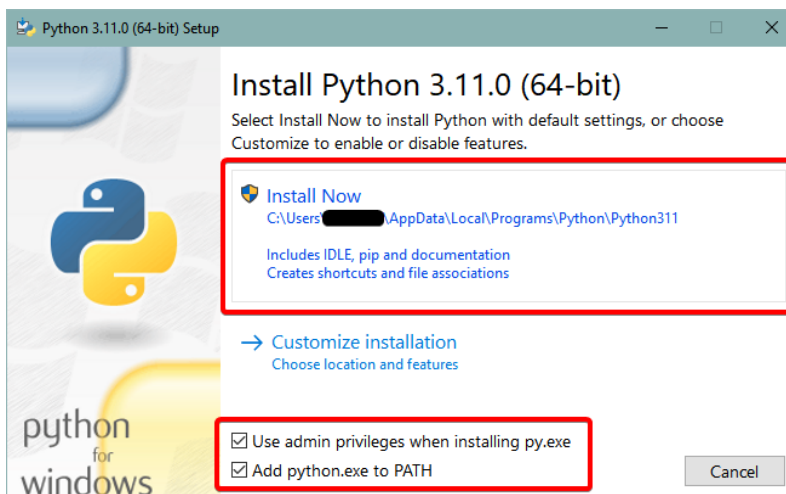 Python 3.11.0 (64-bit) Setup
Install Python 3.11.0 (64-bit)
Select Install Now to install Python with default settings, or choose
Customize to enable or disable features.
Install Now
C:\Users\ \AppData\Local\Programs\Python\Python311
Includes IDLE, pip and documentation
Creates shortcuts and file associations
→ Customize installation
Choose location and features
Use admin privileges when installing py.exe
Add python.exe to PATH
Cancel
python
for
windows